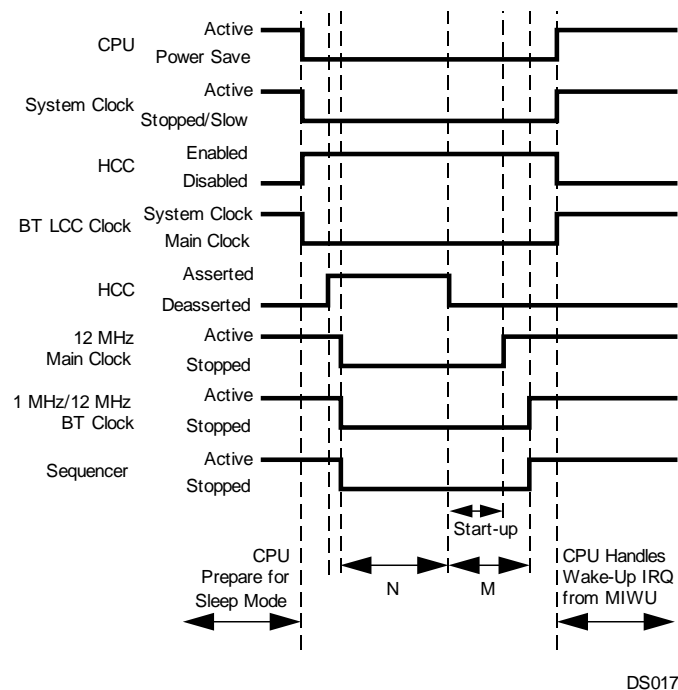 CPU
Active
Power Save
System Clock
Active
Stopped/Slow
HCC
Enabled
Disabled
BT LCC Clock
System Clock
Main Clock
HCC
Asserted
Deasserted
12 MHz
Main Clock
Active
Stopped
1 MHz/12 MHz
BT Clock
Active
Stopped
Sequencer
Active
Stopped
Start-up
CPU
Prepare for
Sleep Mode
N
M
CPU Handles
Wake-Up IRQ
from MIWU
DS017